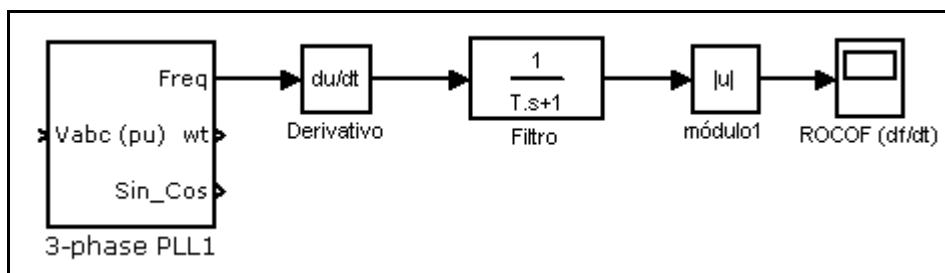 Freq
Vabc (pu) wt
Sin_Cos
3-phase PLL1
du/dt
Derivativo
1
T.s+1
Filtro
|u|
módulo1
ROCOF (df/dt)